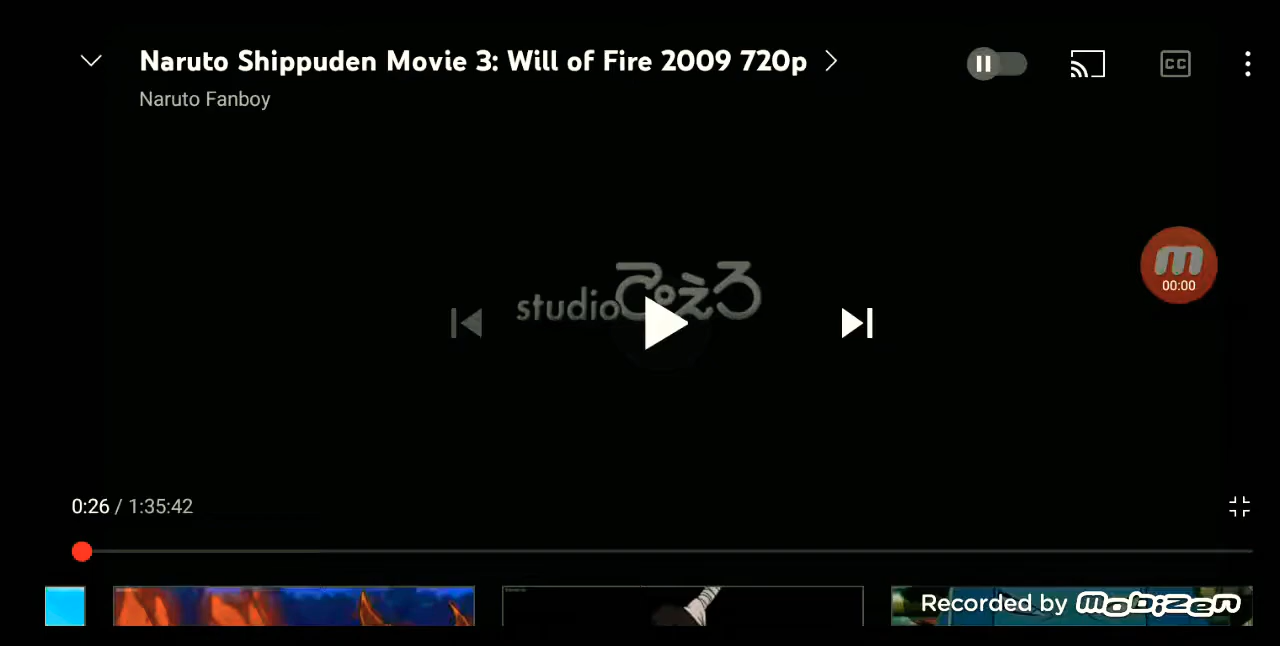 Naruto Shippuden Movie 3: Will of Fire 2009 720p
Naruto Fanboy
CC
studioぴえろ
m
00:00
0:26 / 1:35:42
Recorded by mobizen